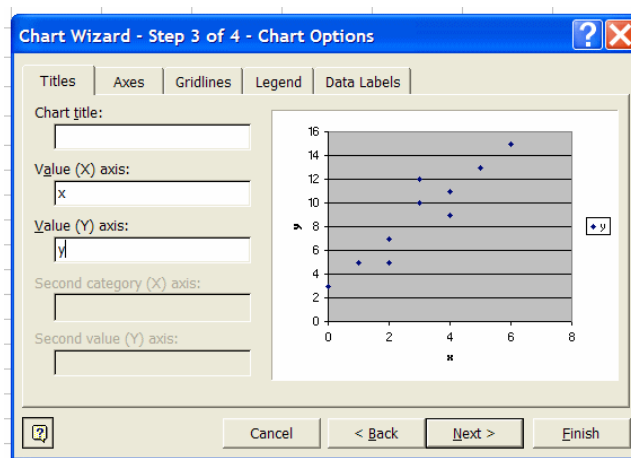 Chart Wizard - Step 3 of 4 - Chart Options
Titles Axes Gridlines Legend Data Labels
Chart title:
Value (X) axis:
x
Value (Y) axis:
y
Second category (X) axis:
Second value (Y) axis:
16
14
12
10
8
6
4
2
0
y
0 2 4 6 8
x
y
Cancel < Back Next > Finish